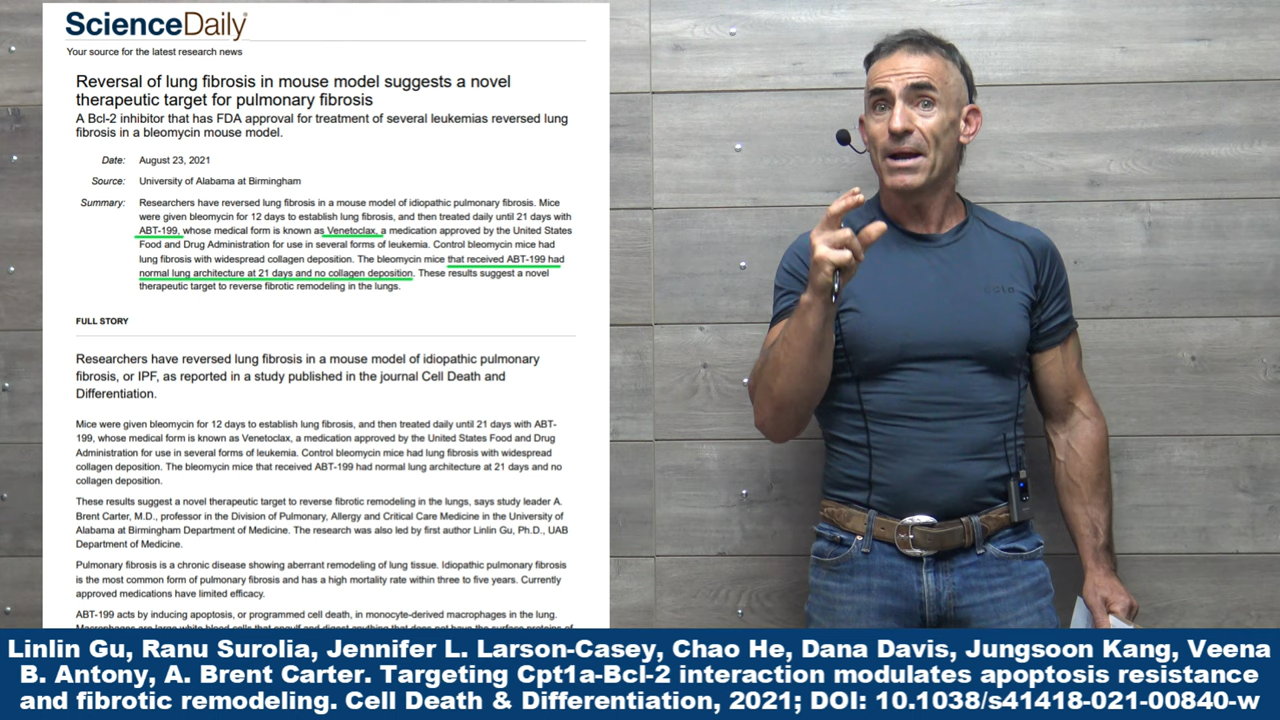 ScienceDaily
Your source for the latest research news
Reversal of lung fibrosis in mouse model suggests a novel
therapeutic target for pulmonary fibrosis
A Bcl-2 inhibitor that has FDA approval for treatment of several leukemias reversed lung
fibrosis in a bleomycin mouse model.
Date: August 23, 2021
Source: University of Alabama at Birmingham
Summary: Researchers have reversed lung fibrosis in a mouse model of idiopathic pulmonary fibrosis. Mice
were given bleomycin for 12 days to establish lung fibrosis, and then treated daily until 21 days with
ABT-199, whose medical form is known as Venetoclax, a medication approved by the United States
Food and Drug Administration for use in several forms of leukemia. Control bleomycin mice had
lung fibrosis with widespread collagen deposition. The bleomycin mice that received ABT-199 had
normal lung architecture at 21 days and no collagen deposition. These results suggest a novel
therapeutic target to reverse fibrotic remodeling in the lungs.
FULL STORY
Researchers have reversed lung fibrosis in a mouse model of idiopathic pulmonary
fibrosis, or IPF, as reported in a study published in the journal Cell Death and
Differentiation.
Mice were given bleomycin for 12 days to establish lung fibrosis, and then treated daily until 21 days with ABT-
199, whose medical form is known as Venetoclax, a medication approved by the United States Food and Drug
Administration for use in several forms of leukemia. Control bleomycin mice had lung fibrosis with widespread
collagen deposition. The bleomycin mice that received ABT-199 had normal lung architecture at 21 days and no
collagen deposition.
These results suggest a novel therapeutic target to reverse fibrotic remodeling in the lungs, says study leader A.
Brent Carter, M.D., professor in the Division of Pulmonary, Allergy and Critical Care Medicine in the University of
Alabama at Birmingham Department of Medicine. The research was also led by first author Linlin Gu, Ph.D., UAB
Department of Medicine.
Pulmonary fibrosis is a chronic disease showing aberrant remodeling of lung tissue. Idiopathic pulmonary fibrosis
is the most common form of pulmonary fibrosis and has a high mortality rate within three to five years. Currently
approved medications have limited efficacy.
ABT-199 acts by inducing apoptosis, or programmed cell death, in monocyte-derived macrophages in the lung.
Macrophages are large white blood cells that engulf and digest anything that does not have the surface proteins of
Linlin Gu, Ranu Surolia, Jennifer L. Larson-Casey, Chao He, Dana Davis, Jungsoon Kang, Veena
B. Antony, A. Brent Carter. Targeting Cpt1a-Bcl-2 interaction modulates apoptosis resistance
and fibrotic remodeling. Cell Death & Differentiation, 2021; DOI: 10.1038/s41418-021-00840-w